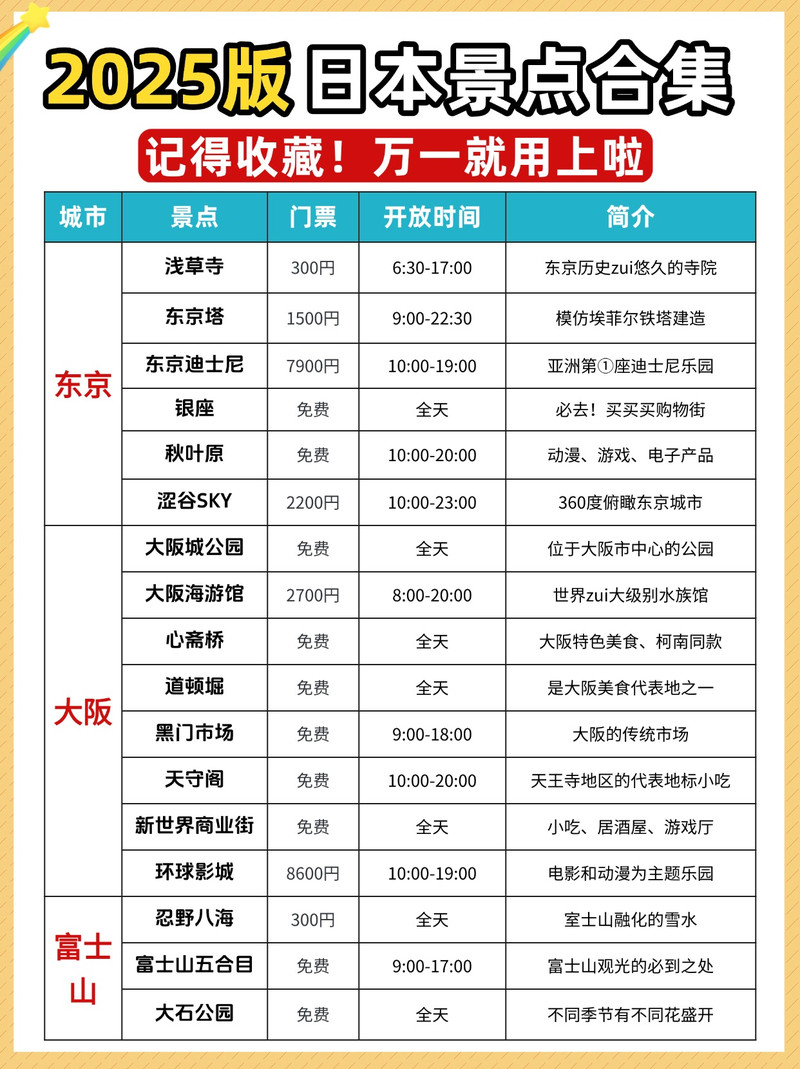 2025版 日本景点合集
记得收藏！万一就用上啦
城市 景点 门票 开放时间 简介
东京
浅草寺 300円 6:30-17:00 东京历史zui悠久的寺院
东京塔 1500円 9:00-22:30 模仿埃菲尔铁塔建造
东京迪士尼 7900円 10:00-19:00 亚洲第①座迪士尼乐园
银座 免费 全天 必去！买买买购物街
秋叶原 免费 10:00-20:00 动漫、游戏、电子产品
涩谷SKY 2200円 10:00-23:00 360度俯瞰东京城市
大阪
大阪城公园 免费 全天 位于大阪市中心的公园
大阪海游馆 2700円 8:00-20:00 世界zui大级别水族馆
心斋桥 免费 全天 大阪特色美食、柯南同款
道顿堀 免费 全天 是大阪美食代表地之一
黑门市场 免费 9:00-18:00 大阪的传统市场
天守阁 免费 10:00-20:00 天王寺地区的代表地标小吃
新世界商业街 免费 全天 小吃、居酒屋、游戏厅
环球影城 8600円 10:00-19:00 电影和动漫为主题乐园
富士
山
忍野八海 300円 全天 室士山融化的雪水
富士山五合目 免费 9:00-17:00 富士山观光的必到之处
大石公园 免费 全天 不同季节有不同花盛开